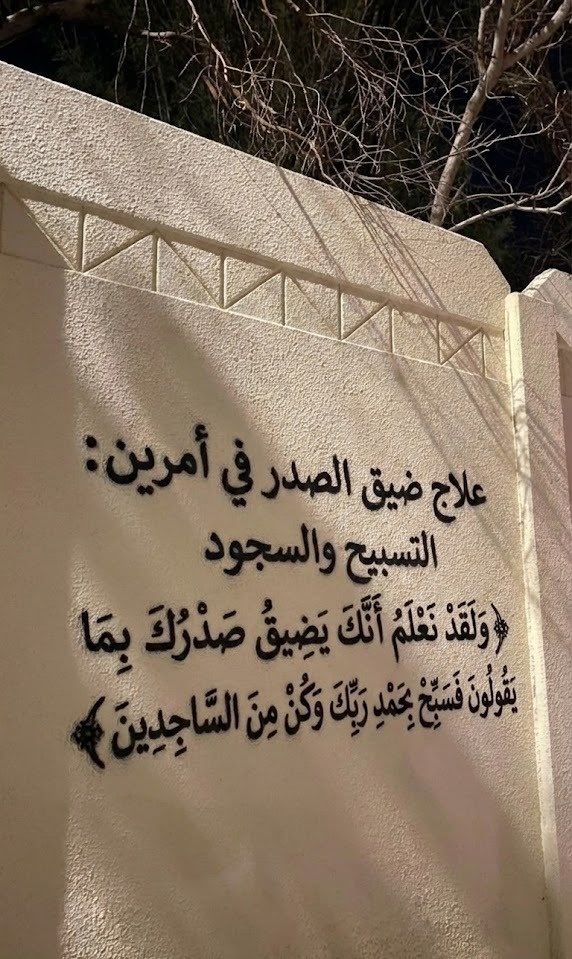 علاج ضيق الصدر في أمرين:
التسبيح والسجود
﴿وَلَقَدْ نَعْلَمُ أَنَّكَ يَضِيقُ صَدْرُكَ بِمَا
يَقُولُونَ فَسَبِّحْ بِحَمْدِ رَبِّكَ وَكُنْ مِنَ السَّاجِدِينَ﴾